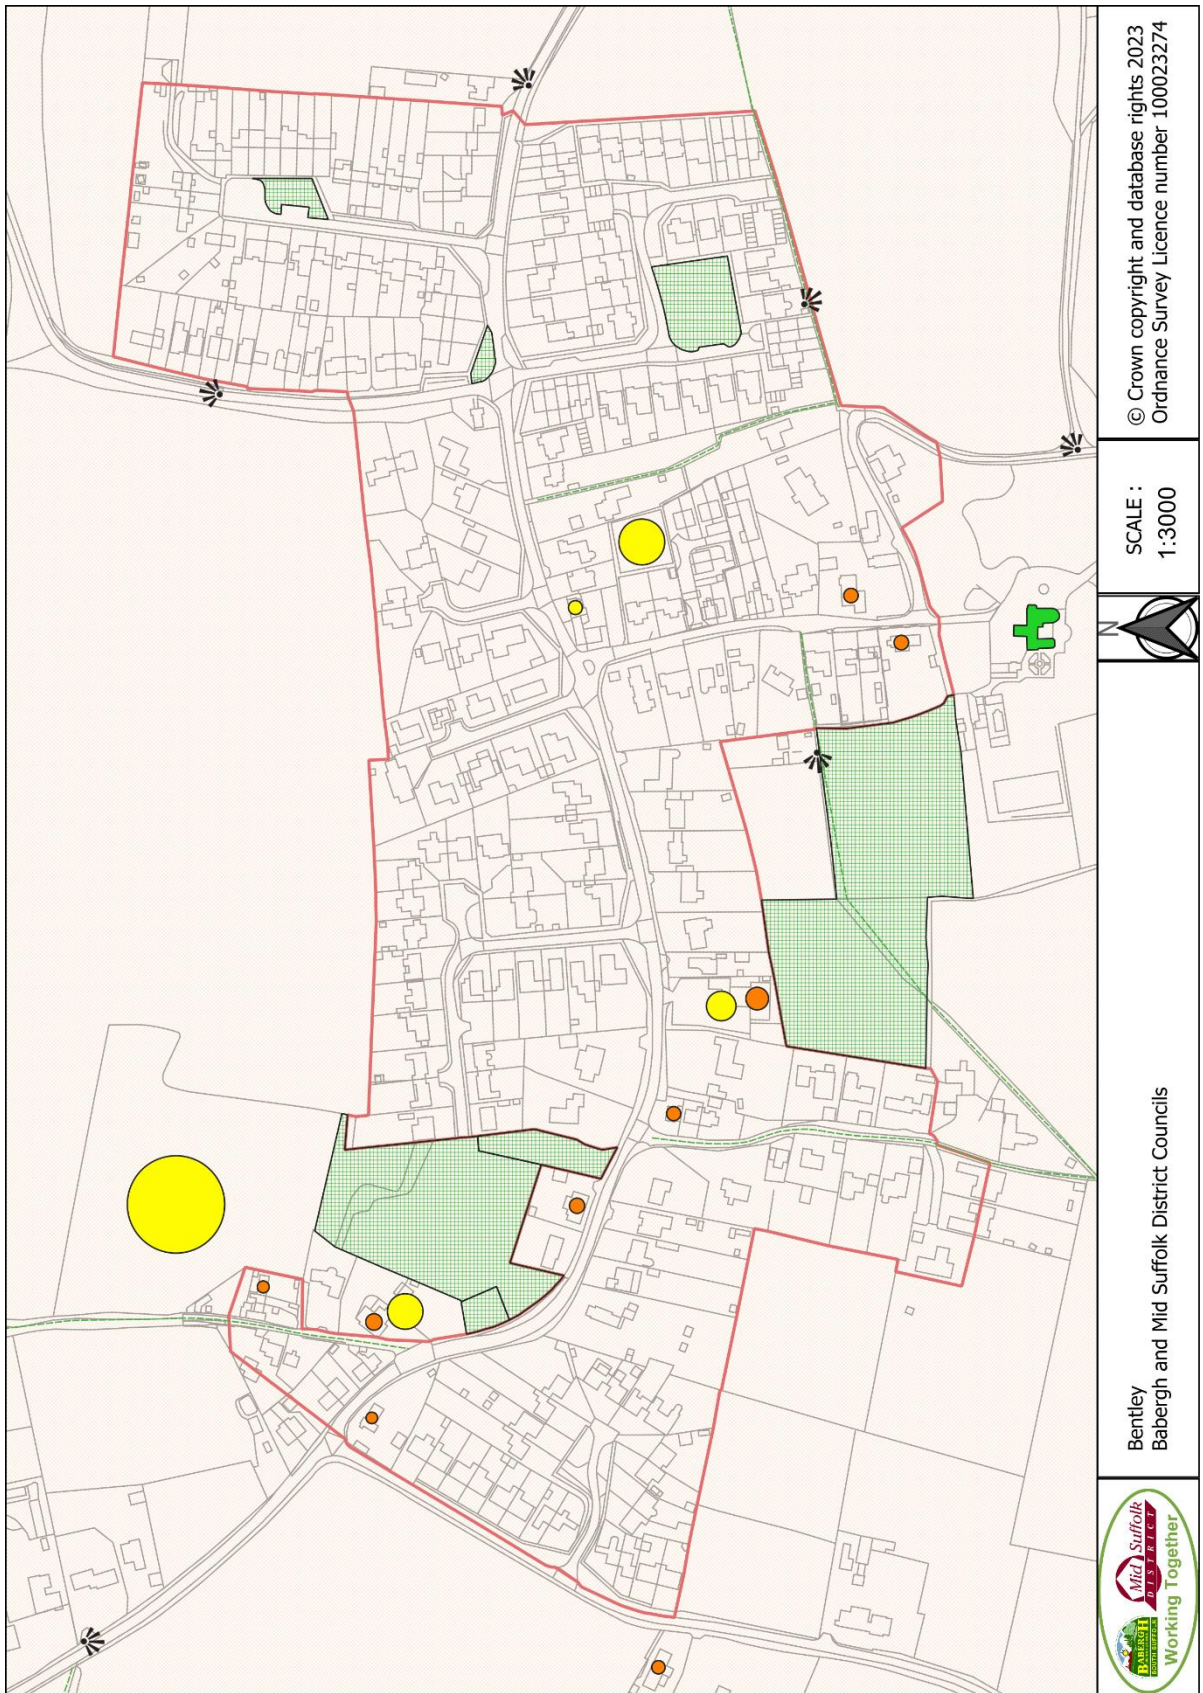 © Crown copyright and database rights 2023
Ordnance Survey Licence number 100023274
SCALE :
1:3000
N
Bentley
Babergh and Mid Suffolk District Councils
BABERGH
SOUTH SUFFOLK
Mid Suffolk
DISTRICT
Working Together